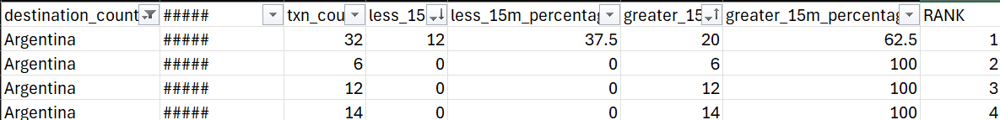 destination_count ##### txn_cou less_15 less_15m_percentag greater_15 greater_15m_percentag RANK
Argentina ##### 32 12 37.5 20 62.5 1
Argentina ##### 6 0 0 6 100 2
Argentina ##### 12 0 0 12 100 3
Argentina ##### 14 0 0 14 100 4